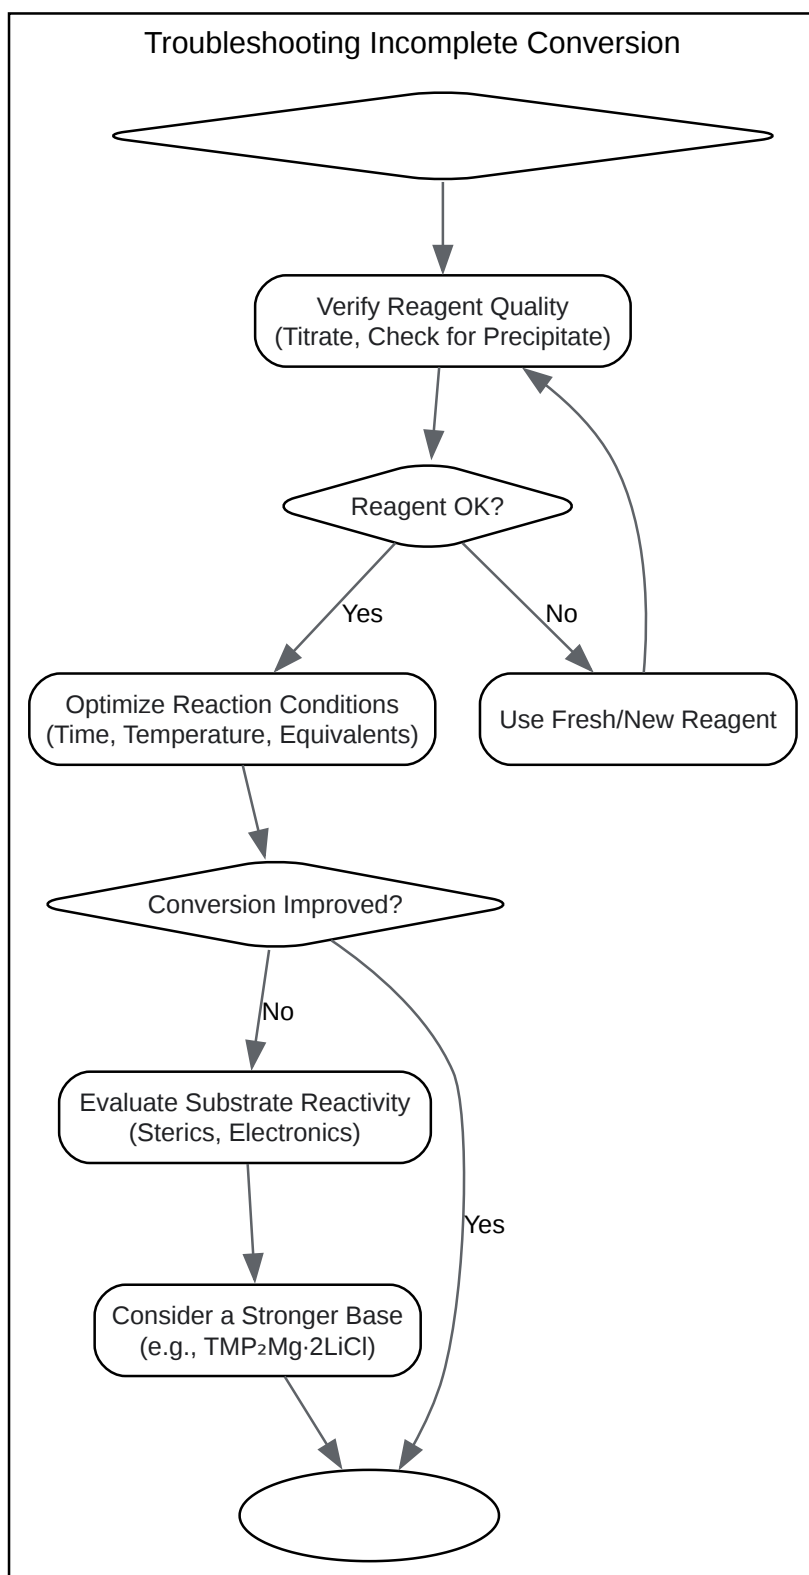 Troubleshooting Incomplete Conversion
Verify Reagent Quality
(Titrate, Check for Precipitate)
Reagent OK?
Yes
No
Optimize Reaction Conditions
(Time, Temperature, Equivalents)
Use Fresh/New Reagent
Conversion Improved?
No
Evaluate Substrate Reactivity
(Sterics, Electronics)
Yes
Consider a Stronger Base
(e.g., TMP₂Mg·2LiCl)